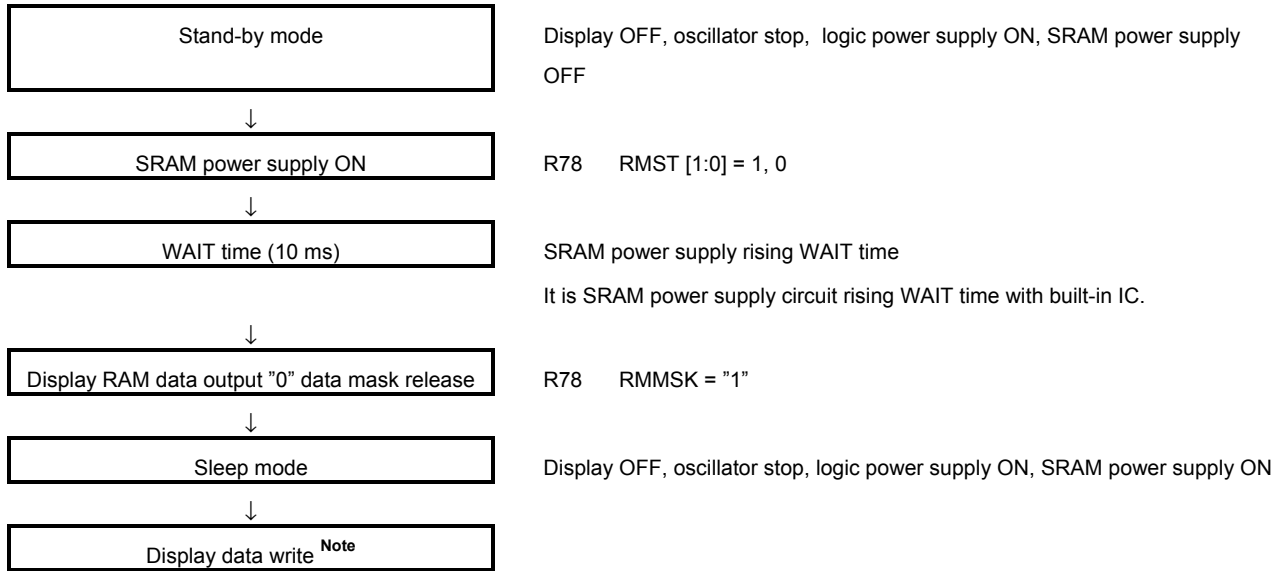 Stand-by mode
Display OFF, oscillator stop,  logic power supply ON, SRAM power supply
OFF
↓
SRAM power supply ON
R78 RMST [1:0] = 1, 0
↓
WAIT time (10 ms)
SRAM power supply rising WAIT time
It is SRAM power supply circuit rising WAIT time with built-in IC.
↓
Display RAM data output ”0” data mask release
R78 RMMSK = ”1”
↓
Sleep mode
Display OFF, oscillator stop, logic power supply ON, SRAM power supply ON
↓
Display data write Note